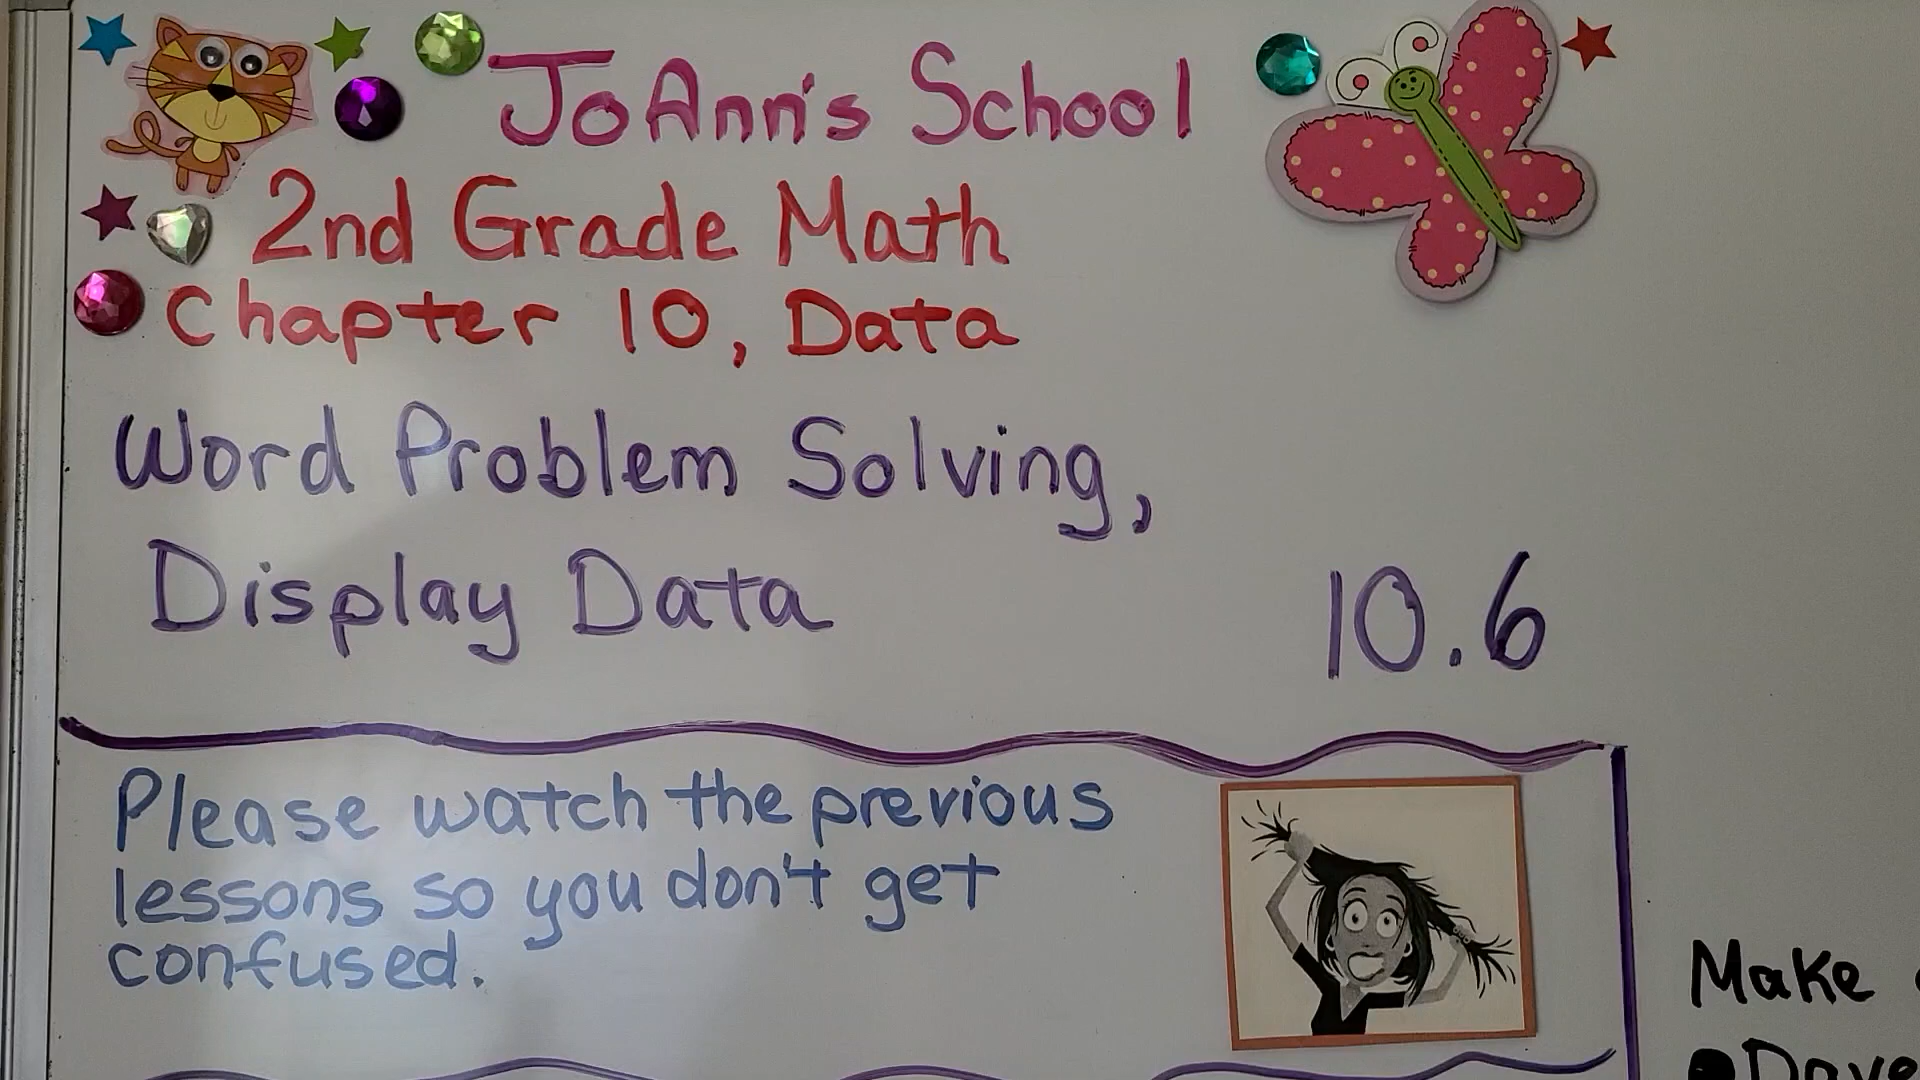 JoAnn's School
2nd Grade Math
Chapter 10, Data
Word Problem Solving,
Display Data
10.6
Please watch the previous
lessons so you don't get
confused.
Make
•Dave